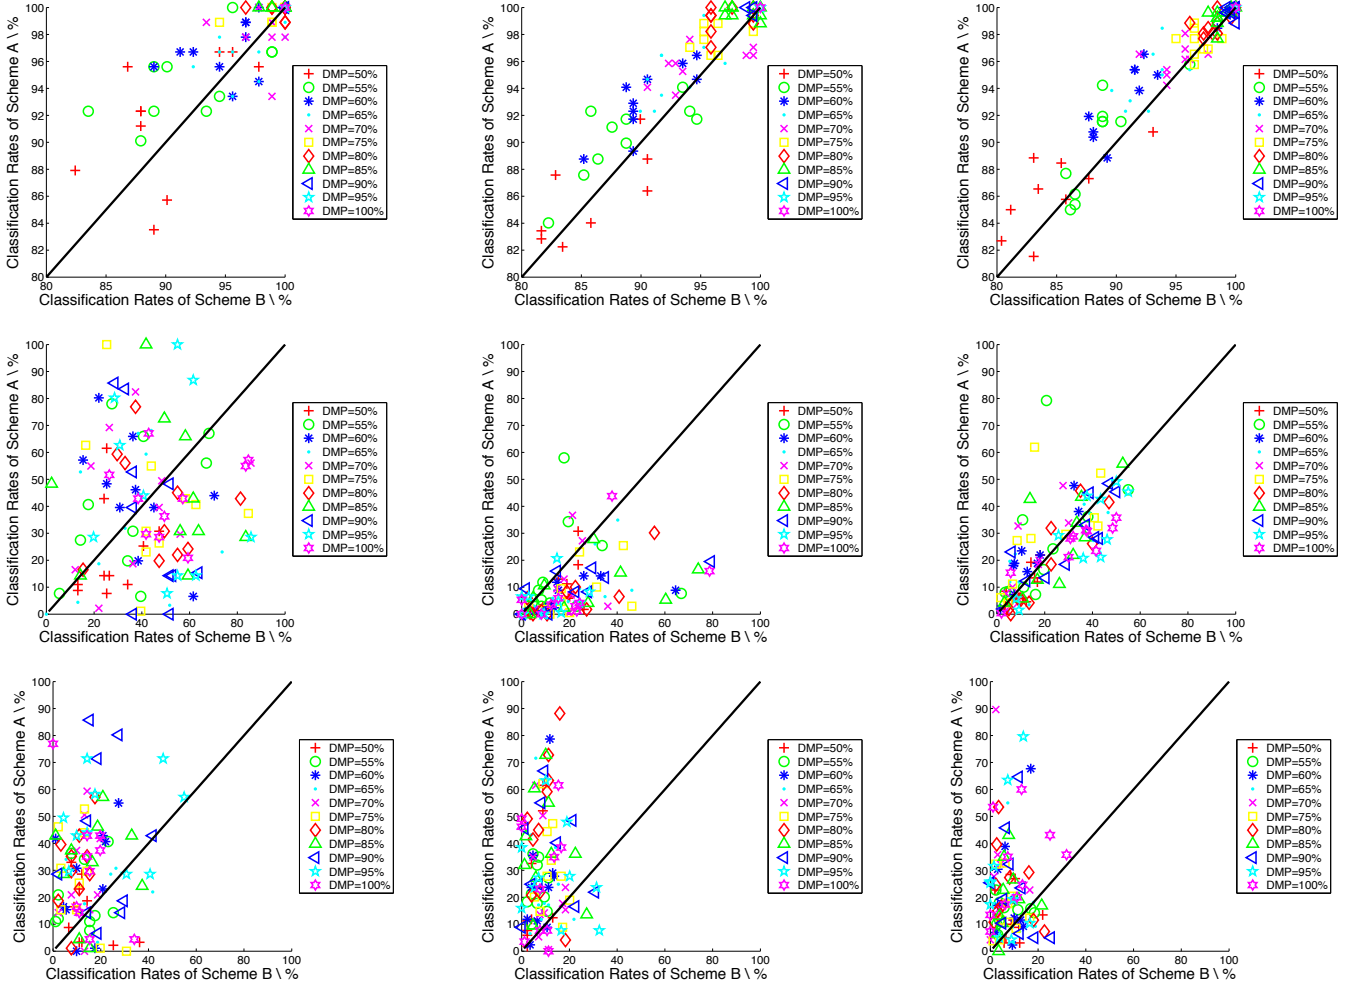 Classification Rates of Scheme A \ %
100
98
96
94
92
90
88
86
84
82
80
80 85 90 95 100
Classification Rates of Scheme B \ %
DMP=50%
DMP=55%
DMP=60%
DMP=65%
DMP=70%
DMP=75%
DMP=80%
DMP=85%
DMP=90%
DMP=95%
DMP=100%
Classification Rates of Scheme A \ %
100
98
96
94
92
90
88
86
84
82
80
80 85 90 95 100
Classification Rates of Scheme B \ %
DMP=50%
DMP=55%
DMP=60%
DMP=65%
DMP=70%
DMP=75%
DMP=80%
DMP=85%
DMP=90%
DMP=95%
DMP=100%
Classification Rates of Scheme A \ %
100
98
96
94
92
90
88
86
84
82
80
80 85 90 95 100
Classification Rates of Scheme B \ %
DMP=50%
DMP=55%
DMP=60%
DMP=65%
DMP=70%
DMP=75%
DMP=80%
DMP=85%
DMP=90%
DMP=95%
DMP=100%
Classification Rates of Scheme A \ %
100
90
80
70
60
50
40
30
20
10
0
0 20 40 60 80 100
Classification Rates of Scheme B \ %
DMP=50%
DMP=55%
DMP=60%
DMP=65%
DMP=70%
DMP=75%
DMP=80%
DMP=85%
DMP=90%
DMP=95%
DMP=100%
Classification Rates of Scheme A \ %
100
90
80
70
60
50
40
30
20
10
0
0 20 40 60 80 100
Classification Rates of Scheme B \ %
DMP=50%
DMP=55%
DMP=60%
DMP=65%
DMP=70%
DMP=75%
DMP=80%
DMP=85%
DMP=90%
DMP=95%
DMP=100%
Classification Rates of Scheme A \ %
100
90
80
70
60
50
40
30
20
10
0
0 20 40 60 80 100
Classification Rates of Scheme B \ %
DMP=50%
DMP=55%
DMP=60%
DMP=65%
DMP=70%
DMP=75%
DMP=80%
DMP=85%
DMP=90%
DMP=95%
DMP=100%
Classification Rates of Scheme A \ %
100
90
80
70
60
50
40
30
20
10
0
0 20 40 60 80 100
Classification Rates of Scheme B \ %
DMP=50%
DMP=55%
DMP=60%
DMP=65%
DMP=70%
DMP=75%
DMP=80%
DMP=85%
DMP=90%
DMP=95%
DMP=100%
Classification Rates of Scheme A \ %
100
90
80
70
60
50
40
30
20
10
0
0 20 40 60 80 100
Classification Rates of Scheme B \ %
DMP=50%
DMP=55%
DMP=60%
DMP=65%
DMP=70%
DMP=75%
DMP=80%
DMP=85%
DMP=90%
DMP=95%
DMP=100%
Classification Rates of Scheme A \ %
100
90
80
70
60
50
40
30
20
10
0
0 20 40 60 80 100
Classification Rates of Scheme B \ %
DMP=50%
DMP=55%
DMP=60%
DMP=65%
DMP=70%
DMP=75%
DMP=80%
DMP=85%
DMP=90%
DMP=95%
DMP=100%